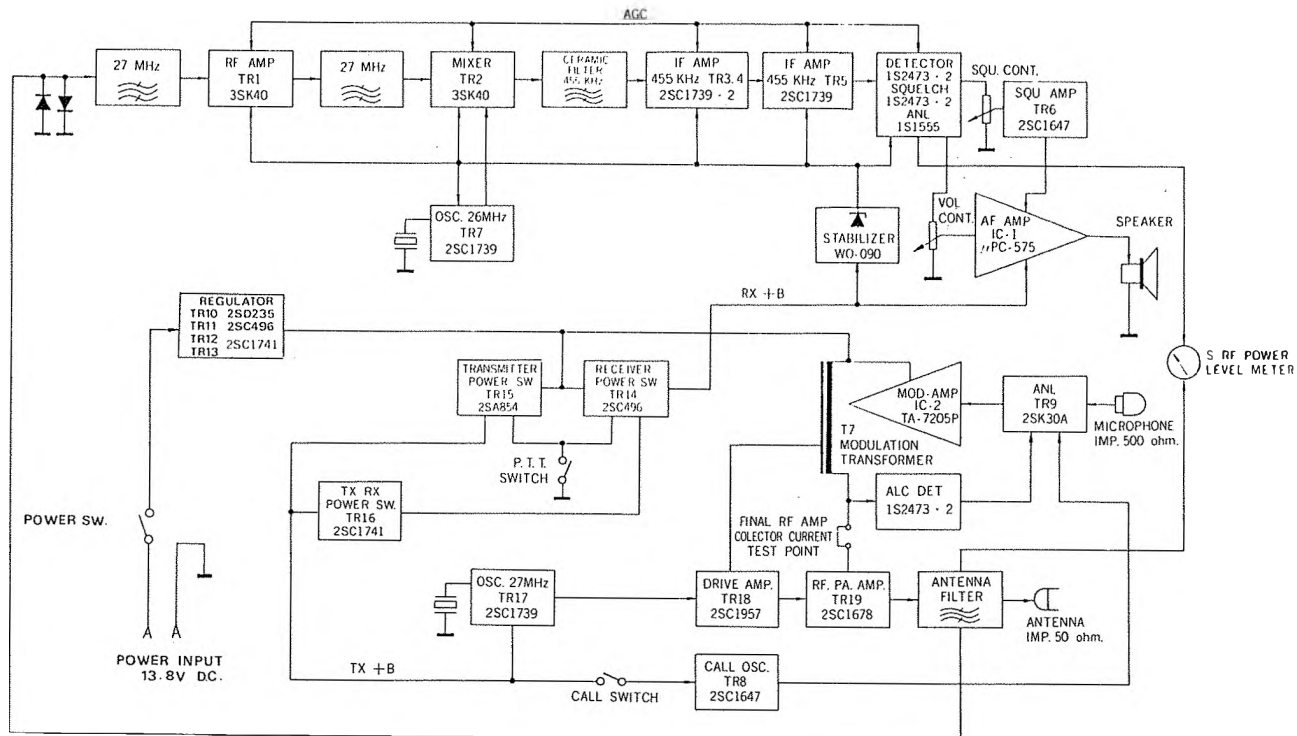 AGC
27 MHz
RF AMP
TR1
3SK40
27 MHz
MIXER
TR2
3SK40
CERAMIC
FILTER
455 KHz
IF AMP
455 KHz TR3.4
2SC1739 · 2
IF AMP
455 KHz TR5
2SC1739
DETECTOR
1S2473 · 2
SQUELCH
1S2473 · 2
ANL
1S1555
SQU. CONT.
SQU AMP
TR6
2SC1647
OSC. 26MHz
TR7
2SC1739
STABILIZER
WO-090
VOL
CONT.
AF AMP
IC-1
μPC-575
SPEAKER
RX +B
REGULATOR
TR10 2SD235
TR11 2SC496
TR12
TR13 2SC1741
TRANSMITTER
POWER SW
TR15
2SA854
RECEIVER
POWER SW
TR14
2SC496
P.T.T.
SWITCH
TX RX
POWER SW.
TR16
2SC1741
MOD-AMP
IC-2
TA-7205P
T7
MODULATION
TRANSFORMER
ANL
TR9
2SK30A
MICROPHONE
IMP. 500 ohm.
S RF POWER
LEVEL METER
ALC DET
1S2473 · 2
FINAL RF AMP
COLECTOR CURRENT
TEST POINT
POWER SW.
POWER INPUT
13.8V D.C.
OSC. 27MHz
TR17
2SC1739
DRIVE AMP.
TR18
2SC1957
RF. PA. AMP.
TR19
2SC1678
ANTENNA
FILTER
ANTENNA
IMP. 50 ohm.
TX +B
CALL SWITCH
CALL OSC.
TR8
2SC1647